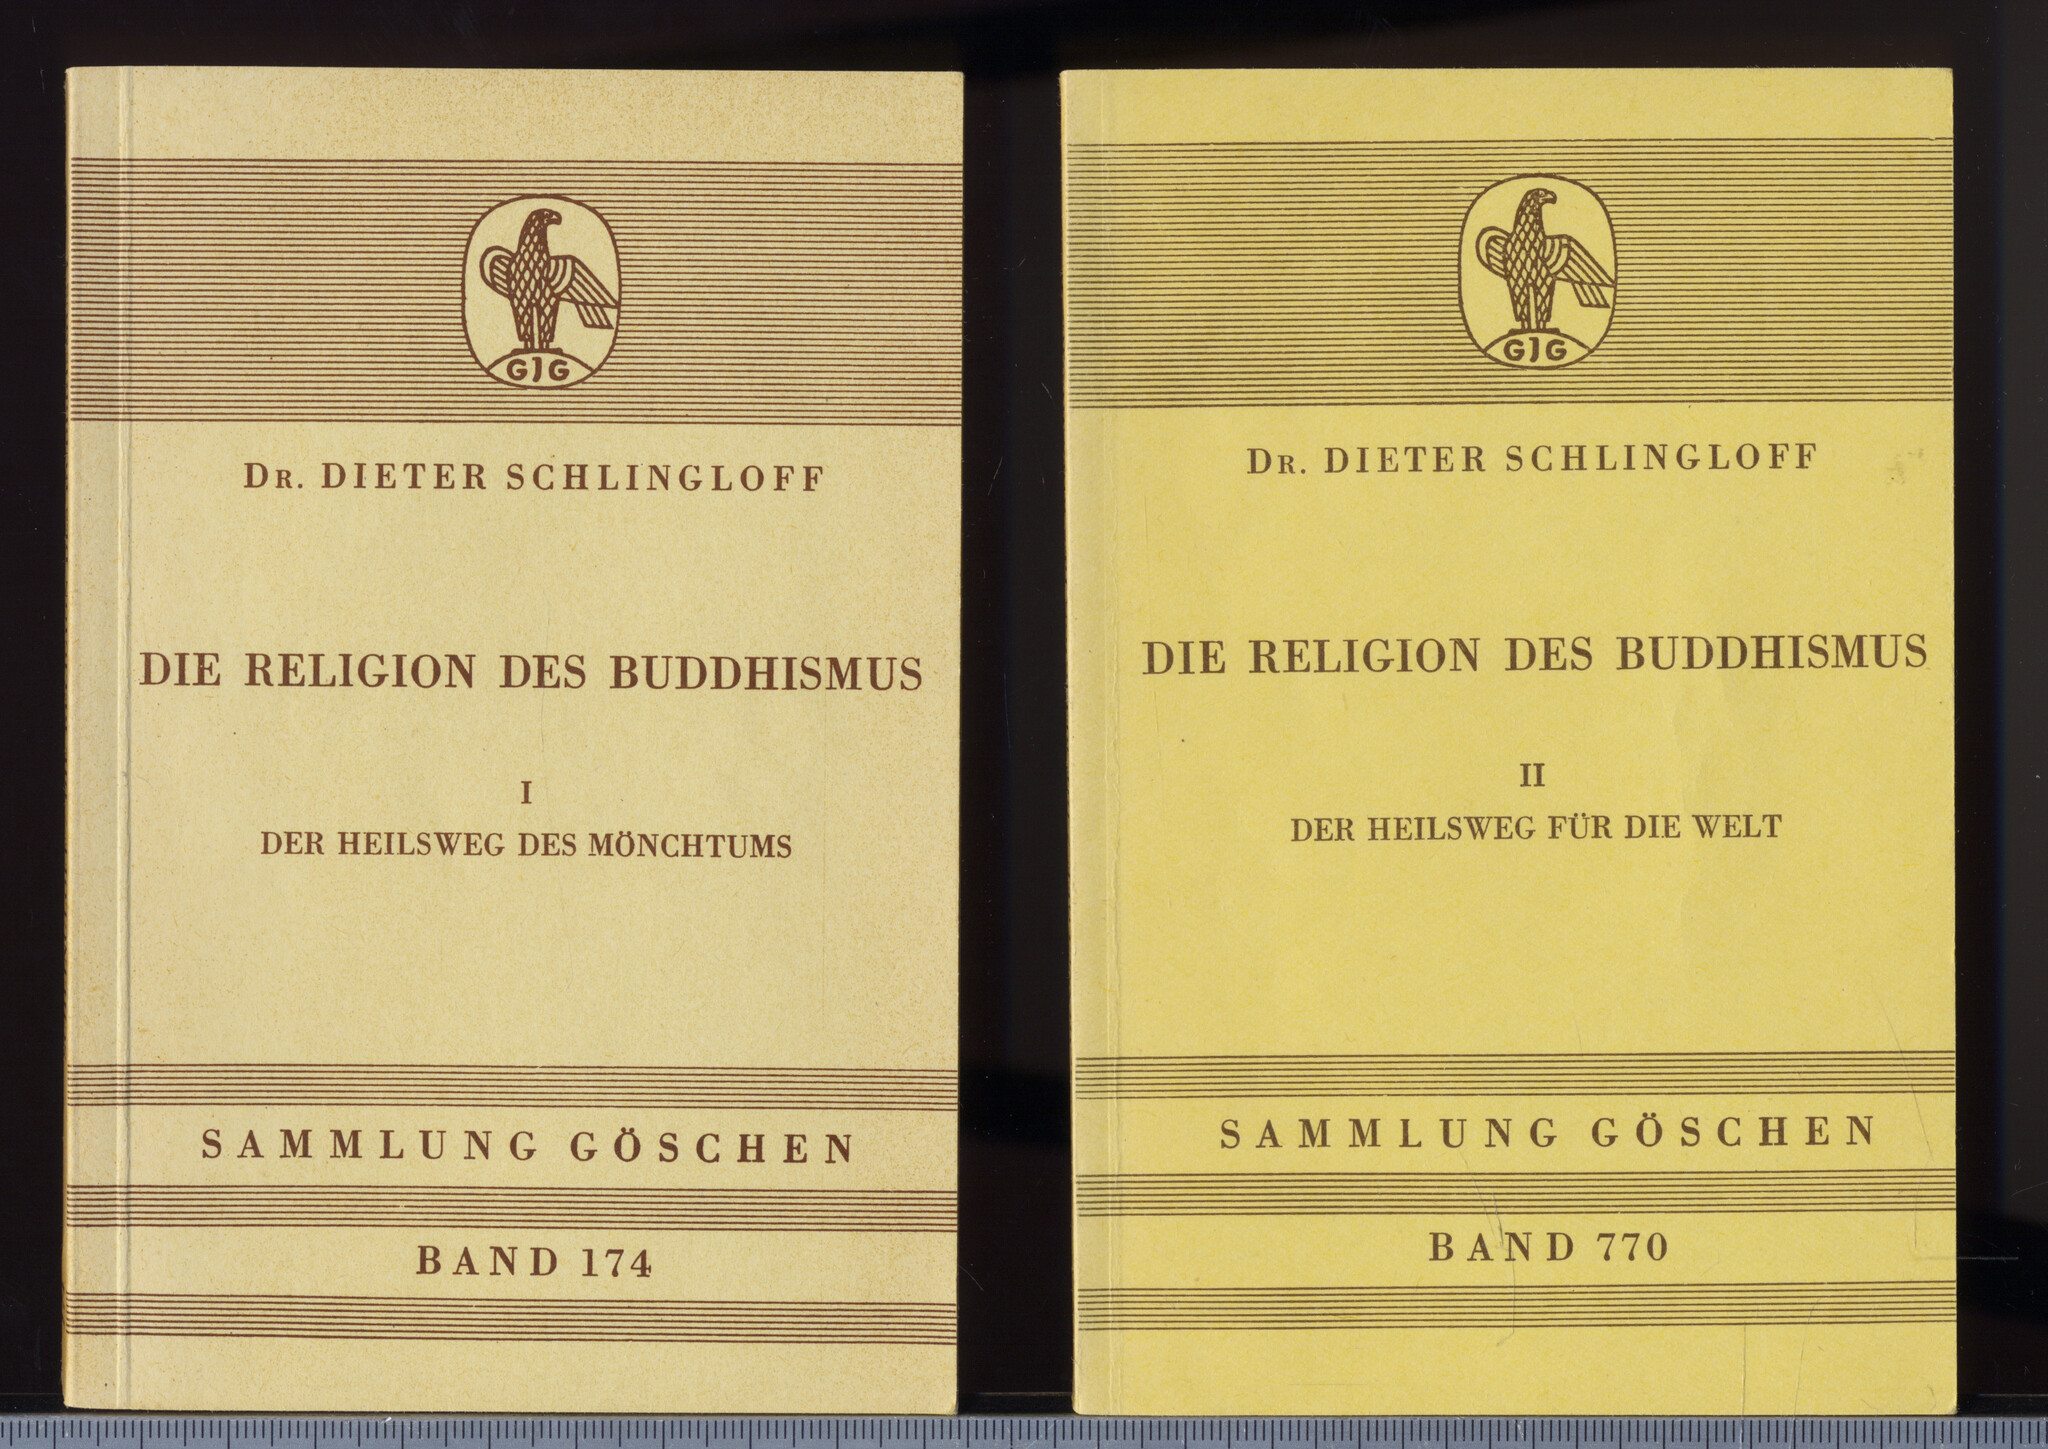 GJG
DR. DIETER SCHLINGLOFF
DIE RELIGION DES BUDDHISMUS
I
DER HEILSWEG DES MÖNCHTUMS
SAMMLUNG GÖSCHEN
BAND 174
GJG
DR. DIETER SCHLINGLOFF
DIE RELIGION DES BUDDHISMUS
II
DER HEILSWEG FÜR DIE WELT
SAMMLUNG GÖSCHEN
BAND 770